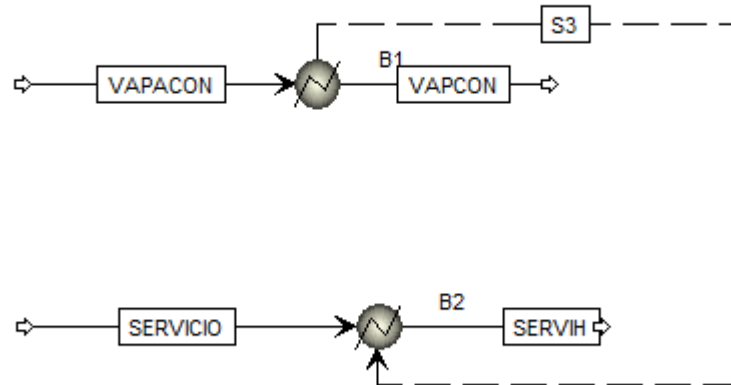 S3
B1
VAPACON
VAPCON
B2
SERVICIO
SERVIH